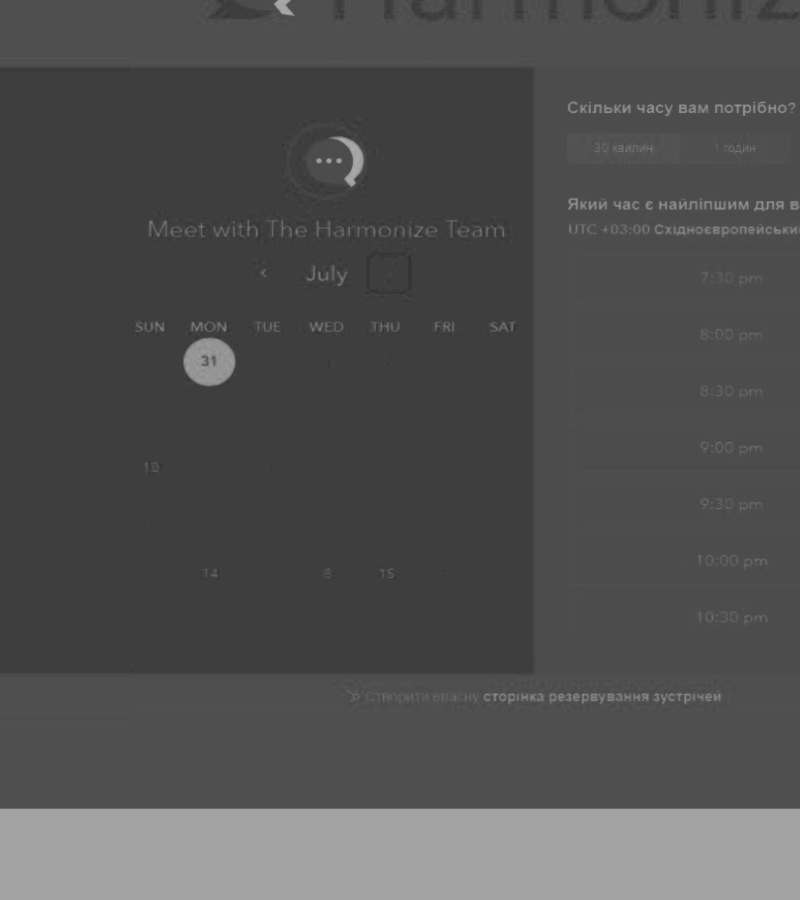 Harmoniz
Meet with The Harmonize Team
‹ July
SUN MON TUE WED THU FRI SAT
31
10
14 8 15
Скільки часу вам потрібно?
30 хвилин 1 годин
Який час є найліпшим для в
UTC +03:00 Східноєвропейськи
7:30 pm
8:00 pm
8:30 pm
9:00 pm
9:30 pm
10:00 pm
10:30 pm
Створити власну сторінка резервування зустрічей